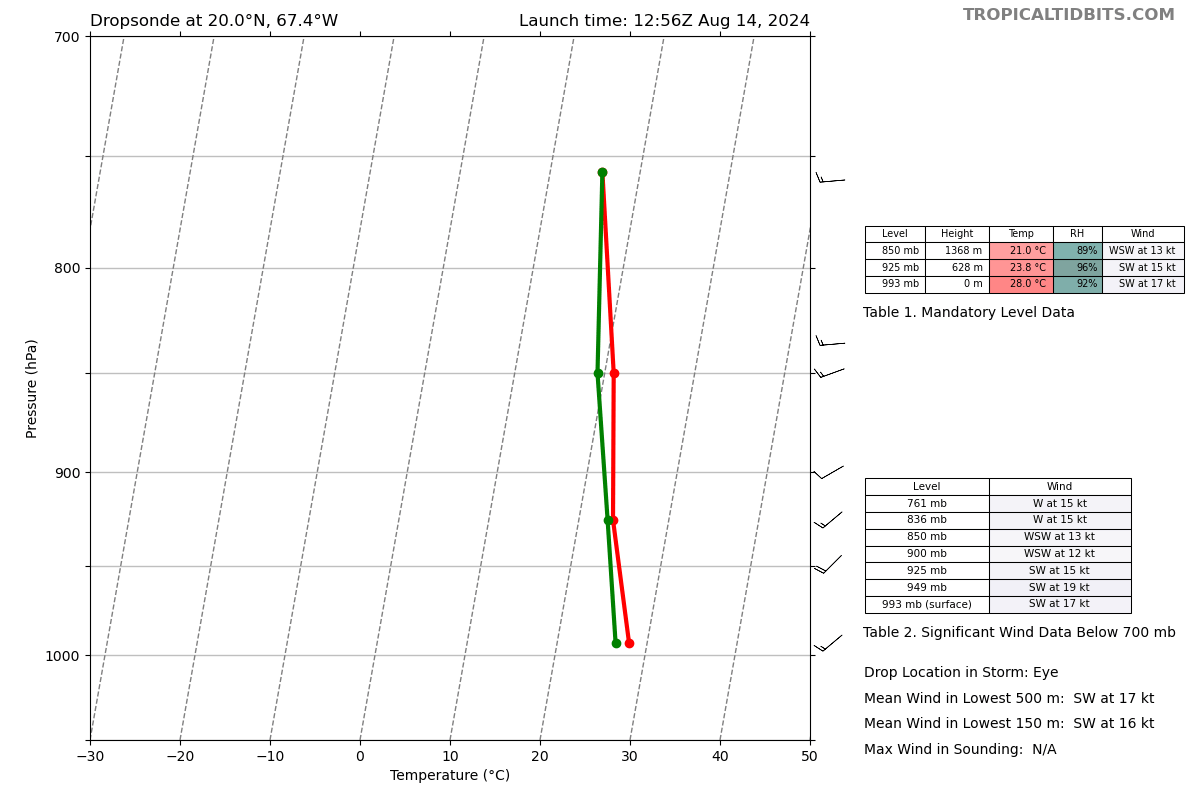 Dropsonde at 20.0°N, 67.4°W
Launch time: 12:56Z Aug 14, 2024
TROPICALTIDBITS.COM
700
800
900
1000
Pressure (hPa)
−30 −20 −10 0 10 20 30 40 50
Temperature (°C)
Level Height Temp RH Wind
850 mb 1368 m 21.0 °C 89% WSW at 13 kt
925 mb 628 m 23.8 °C 96% SW at 15 kt
993 mb 0 m 28.0 °C 92% SW at 17 kt
Table 1. Mandatory Level Data
Level Wind
761 mb W at 15 kt
836 mb W at 15 kt
850 mb WSW at 13 kt
900 mb WSW at 12 kt
925 mb SW at 15 kt
949 mb SW at 19 kt
993 mb (surface) SW at 17 kt
Table 2. Significant Wind Data Below 700 mb
Drop Location in Storm: Eye
Mean Wind in Lowest 500 m: SW at 17 kt
Mean Wind in Lowest 150 m: SW at 16 kt
Max Wind in Sounding: N/A